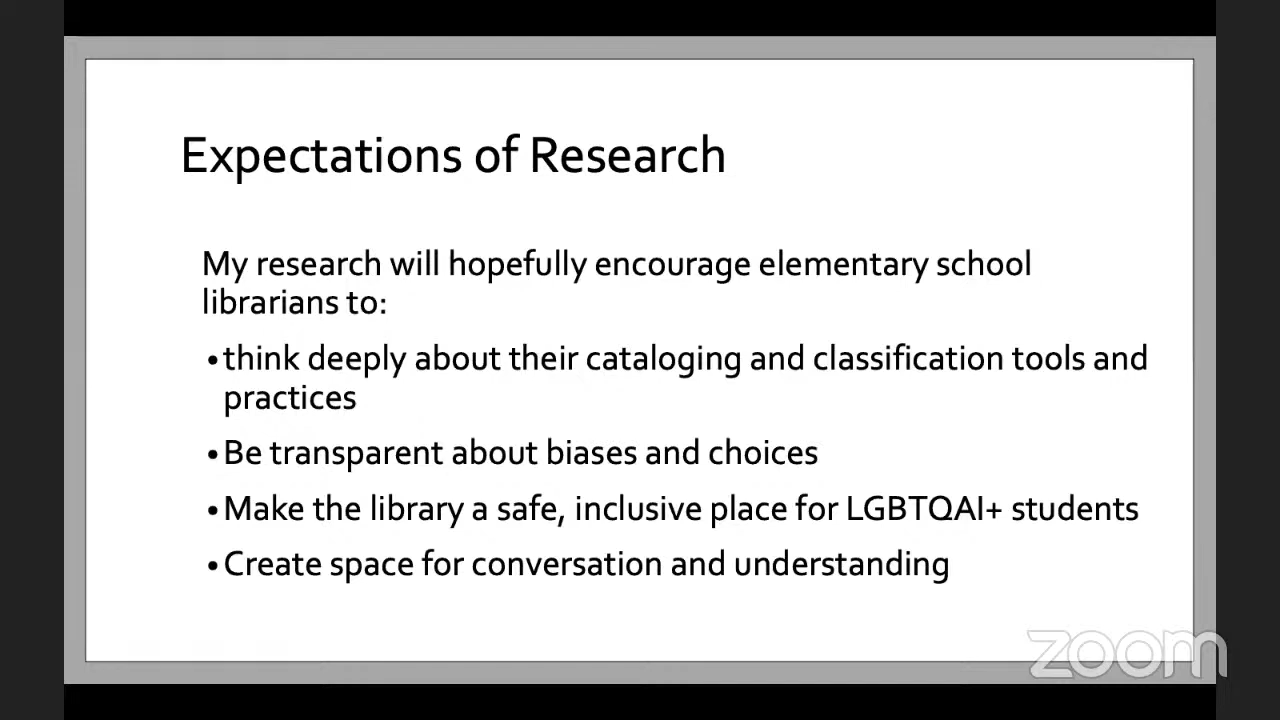 Expectations of Research
My research will hopefully encourage elementary school
librarians to:
•think deeply about their cataloging and classification tools and
practices
•Be transparent about biases and choices
•Make the library a safe, inclusive place for LGBTQAI+ students
•Create space for conversation and understanding
zoom